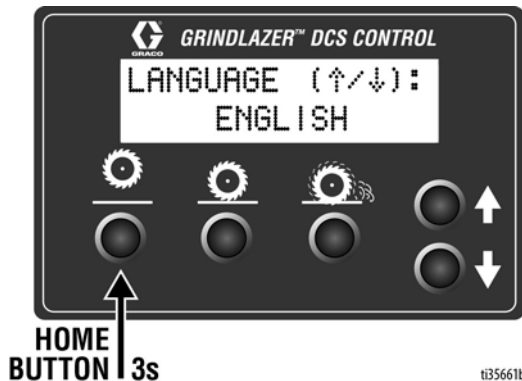 GRACO
GRINDLAZER™ DCS CONTROL
LANGUAGE (↑/↓):
ENGLISH
HOME
BUTTON 3s
ti35661b